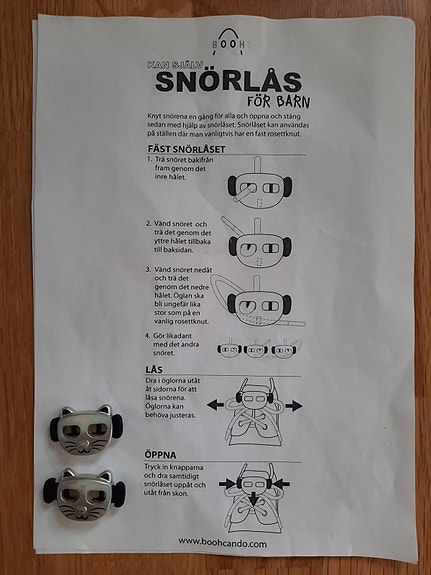 BOOH
KAN SJÄLV
SNÖRLÅS
FÖR BARN
Knyt snörena en gång för alla och öppna och stäng
sedan med hjälp av snörlåset. Snörlåset kan användas
på ställen där man vanligtvis har en fast rosettknut.
FÄST SNÖRLÅSET
1. Trä snöret bakifrån
fram genom det
inre hålet.
2. Vänd snöret och
trä det genom det
yttre hålet tillbaka
till baksidan.
3. Vänd snöret nedåt
och trä det
genom det nedre
hålet. Öglan ska
bli ungefär lika
stor som på en
vanlig rosettknut.
4. Gör likadant
med det andra
snöret.
LÅS
Dra i öglorna utåt
åt sidorna för att
låsa snörena.
Öglorna kan
behöva justeras.
ÖPPNA
Tryck in knapparna
och dra samtidigt
snörlåset uppåt och
utåt från skon.
www.boohcando.com